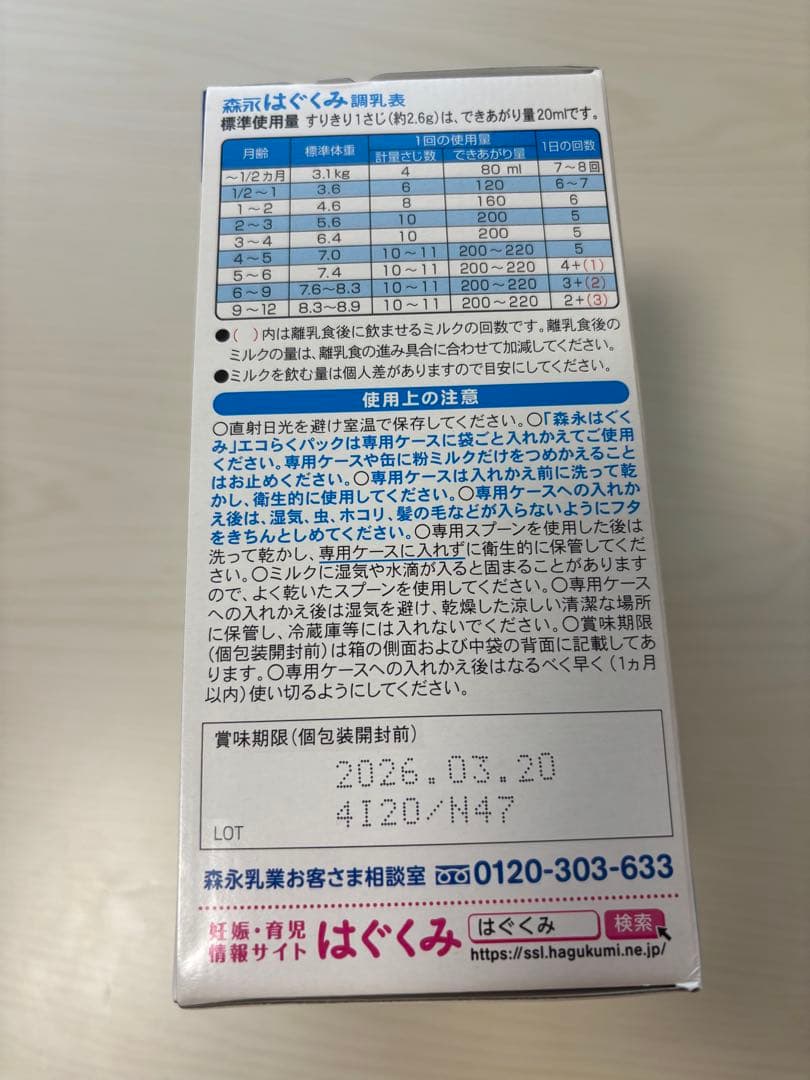 森永はぐくみ 調乳表
標準使用量 すりきり1さじ(約2.6g)は、できあがり量20mlです。
月齢 標準体重 1回の使用量 1日の回数
計量さじ数 できあがり量
～1/2カ月 3.1kg 4 80 ml 7～8回
1/2～1 3.6 6 120 6～7
1～2 4.6 8 160 6
2～3 5.6 10 200 5
3～4 6.4 10 200 5
4～5 7.0 10～11 200～220 5
5～6 7.4 10～11 200～220 4+(1)
6～9 7.6～8.3 10～11 200～220 3+(2)
9～12 8.3～8.9 10～11 200～220 2+(3)
●( )内は離乳食後に飲ませるミルクの回数です。離乳食後の
ミルクの量は、離乳食の進み具合に合わせて加減してください。
●ミルクを飲む量は個人差がありますので目安にしてください。
使用上の注意
○直射日光を避け室温で保存してください。○「森永はぐく
み」エコらくパックは専用ケースに袋ごと入れかえてご使用
ください。専用ケースや缶に粉ミルクだけをつめかえること
はお止めください。○専用ケースは入れかえ前に洗って乾
かし、衛生的に使用してください。○専用ケースへの入れか
え後は、湿気、虫、ホコリ、髪の毛などが入らないようにフタ
をきちんとしめてください。○専用スプーンを使用した後は
洗って乾かし、専用ケースに入れずに衛生的に保管してくだ
さい。○ミルクに湿気や水滴が入ると固まることがあります
ので、よく乾いたスプーンを使用してください。○専用ケース
への入れかえ後は湿気を避け、乾燥した涼しい清潔な場所
に保管し、冷蔵庫等には入れないでください。○賞味期限
(個包装開封前)は箱の側面および中袋の背面に記載してあ
ります。○専用ケースへの入れかえ後はなるべく早く(1ヵ月
以内)使い切るようにしてください。
賞味期限(個包装開封前)
2026.03.20
4I20/N47
LOT
森永乳業お客さま相談室 0120-303-633
妊娠・育児
情報サイト はぐくみ はぐくみ 検索
https://ssl.hagukumi.ne.jp/